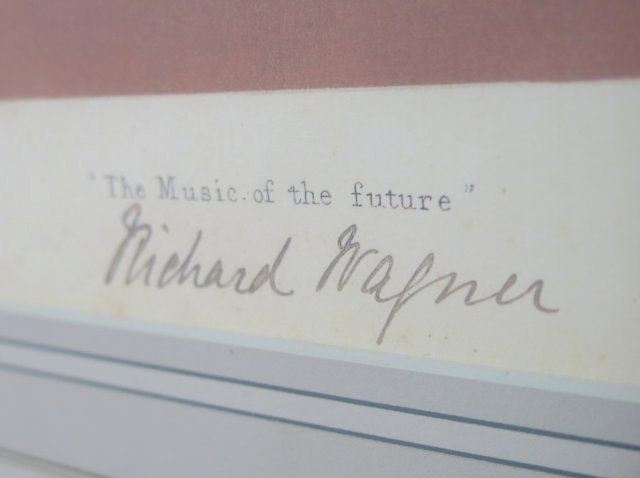 "The Music of the future"
Richard Wagner